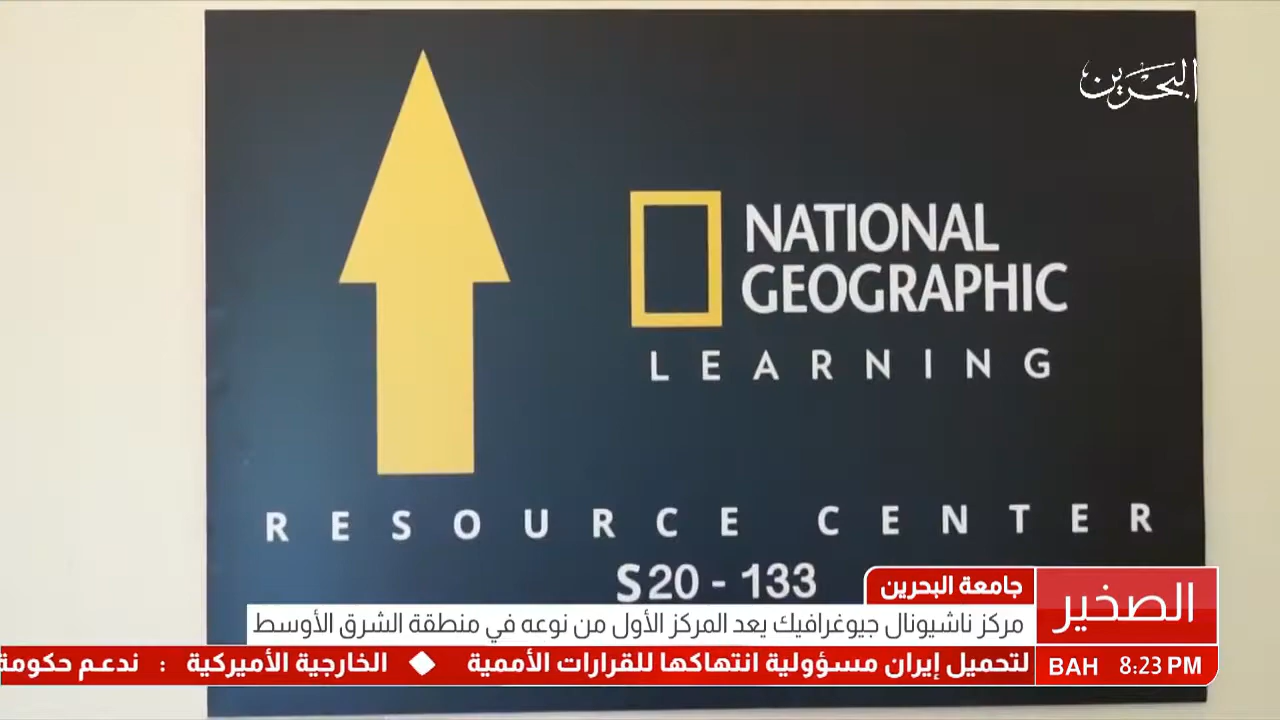 البحرين
NATIONAL
GEOGRAPHIC
LEARNING
RESOURCE CENTER
S20 - 133
جامعة البحرين
الصخير
مركز ناشيونال جيوغرافيك يعد المركز الأول من نوعه في منطقة الشرق الأوسط
لتحميل إيران مسؤولية انتهاكها للقرارات الأممية ◆ الخارجية الأميركية : ندعم حكومة
BAH 8:23 PM